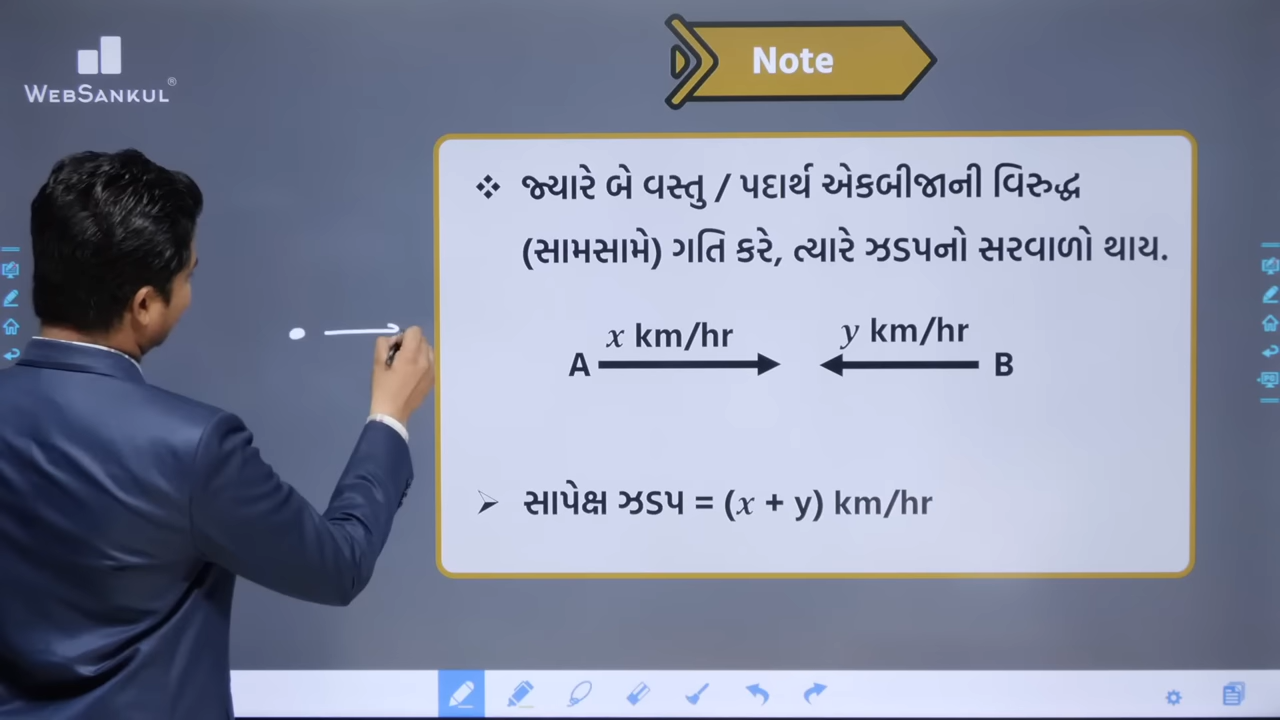 WEBSANKUL®
Note
❖ જ્યારે બે વસ્તુ / પદાર્થ એકબીજાની વિરુદ્ધ
(સામસામે) ગતિ કરે, ત્યારે ઝડપનો સરવાળો થાય.
x km/hr y km/hr
A B
➢ સાપેક્ષ ઝડપ = (x + y) km/hr